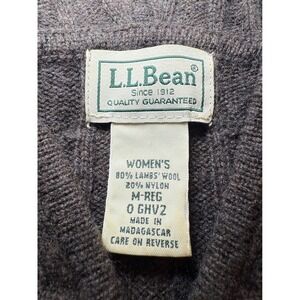 L.L.Bean®
Since 1912
QUALITY GUARANTEED
WOMEN'S
80% LAMBS' WOOL
20% NYLON
M-REG
0 GHV2
MADE IN
MADAGASCAR
CARE ON REVERSE